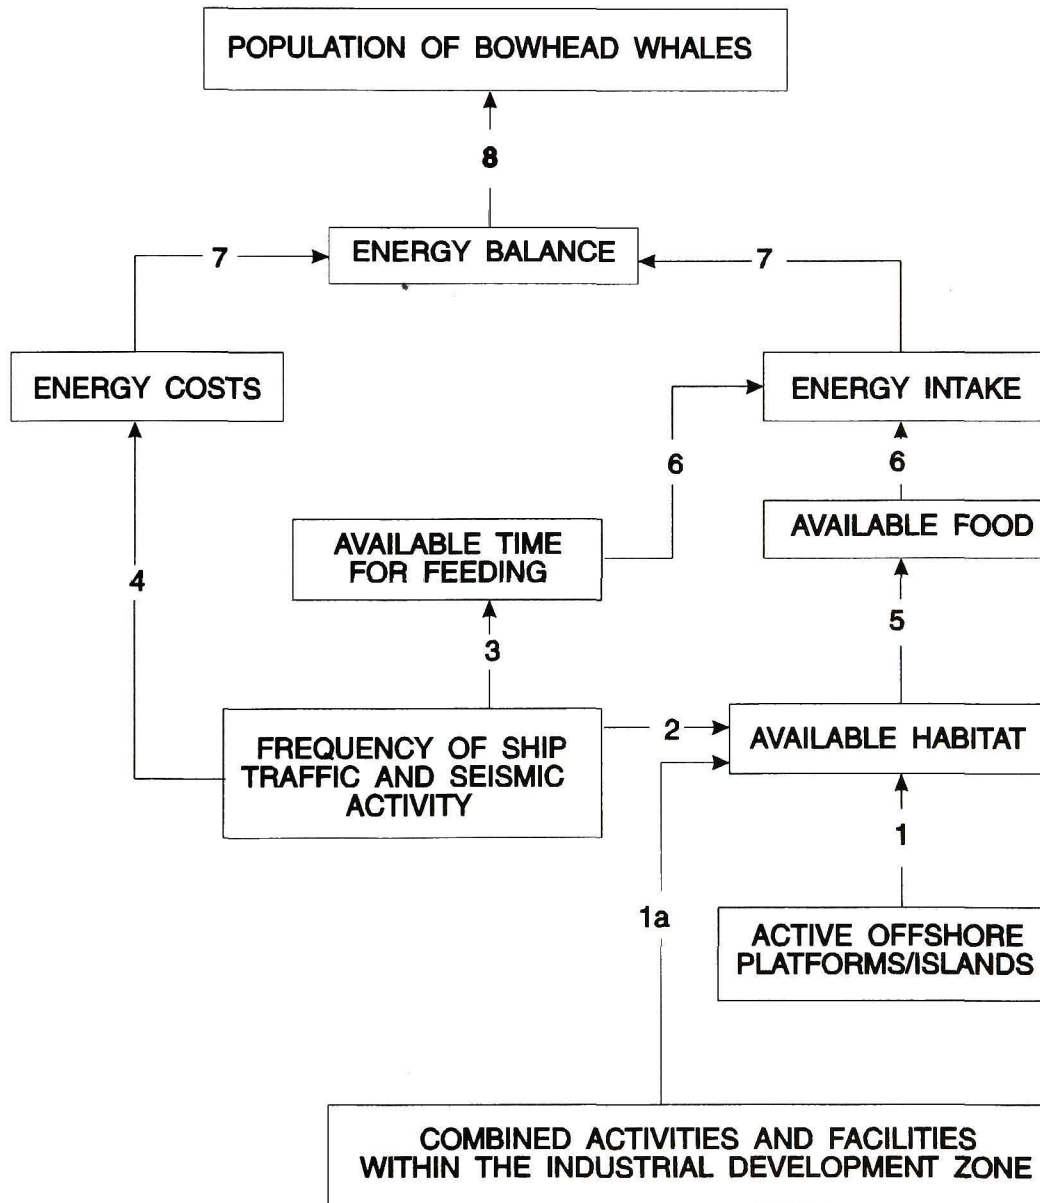 POPULATION OF BOWHEAD WHALES
8
ENERGY BALANCE
7
7
ENERGY COSTS
ENERGY INTAKE
6
6
AVAILABLE FOOD
AVAILABLE TIME
FOR FEEDING
4
5
3
AVAILABLE HABITAT
2
FREQUENCY OF SHIP
TRAFFIC AND SEISMIC
ACTIVITY
1
1a
ACTIVE OFFSHORE
PLATFORMS/ISLANDS
COMBINED ACTIVITIES AND FACILITIES
WITHIN THE INDUSTRIAL DEVELOPMENT ZONE